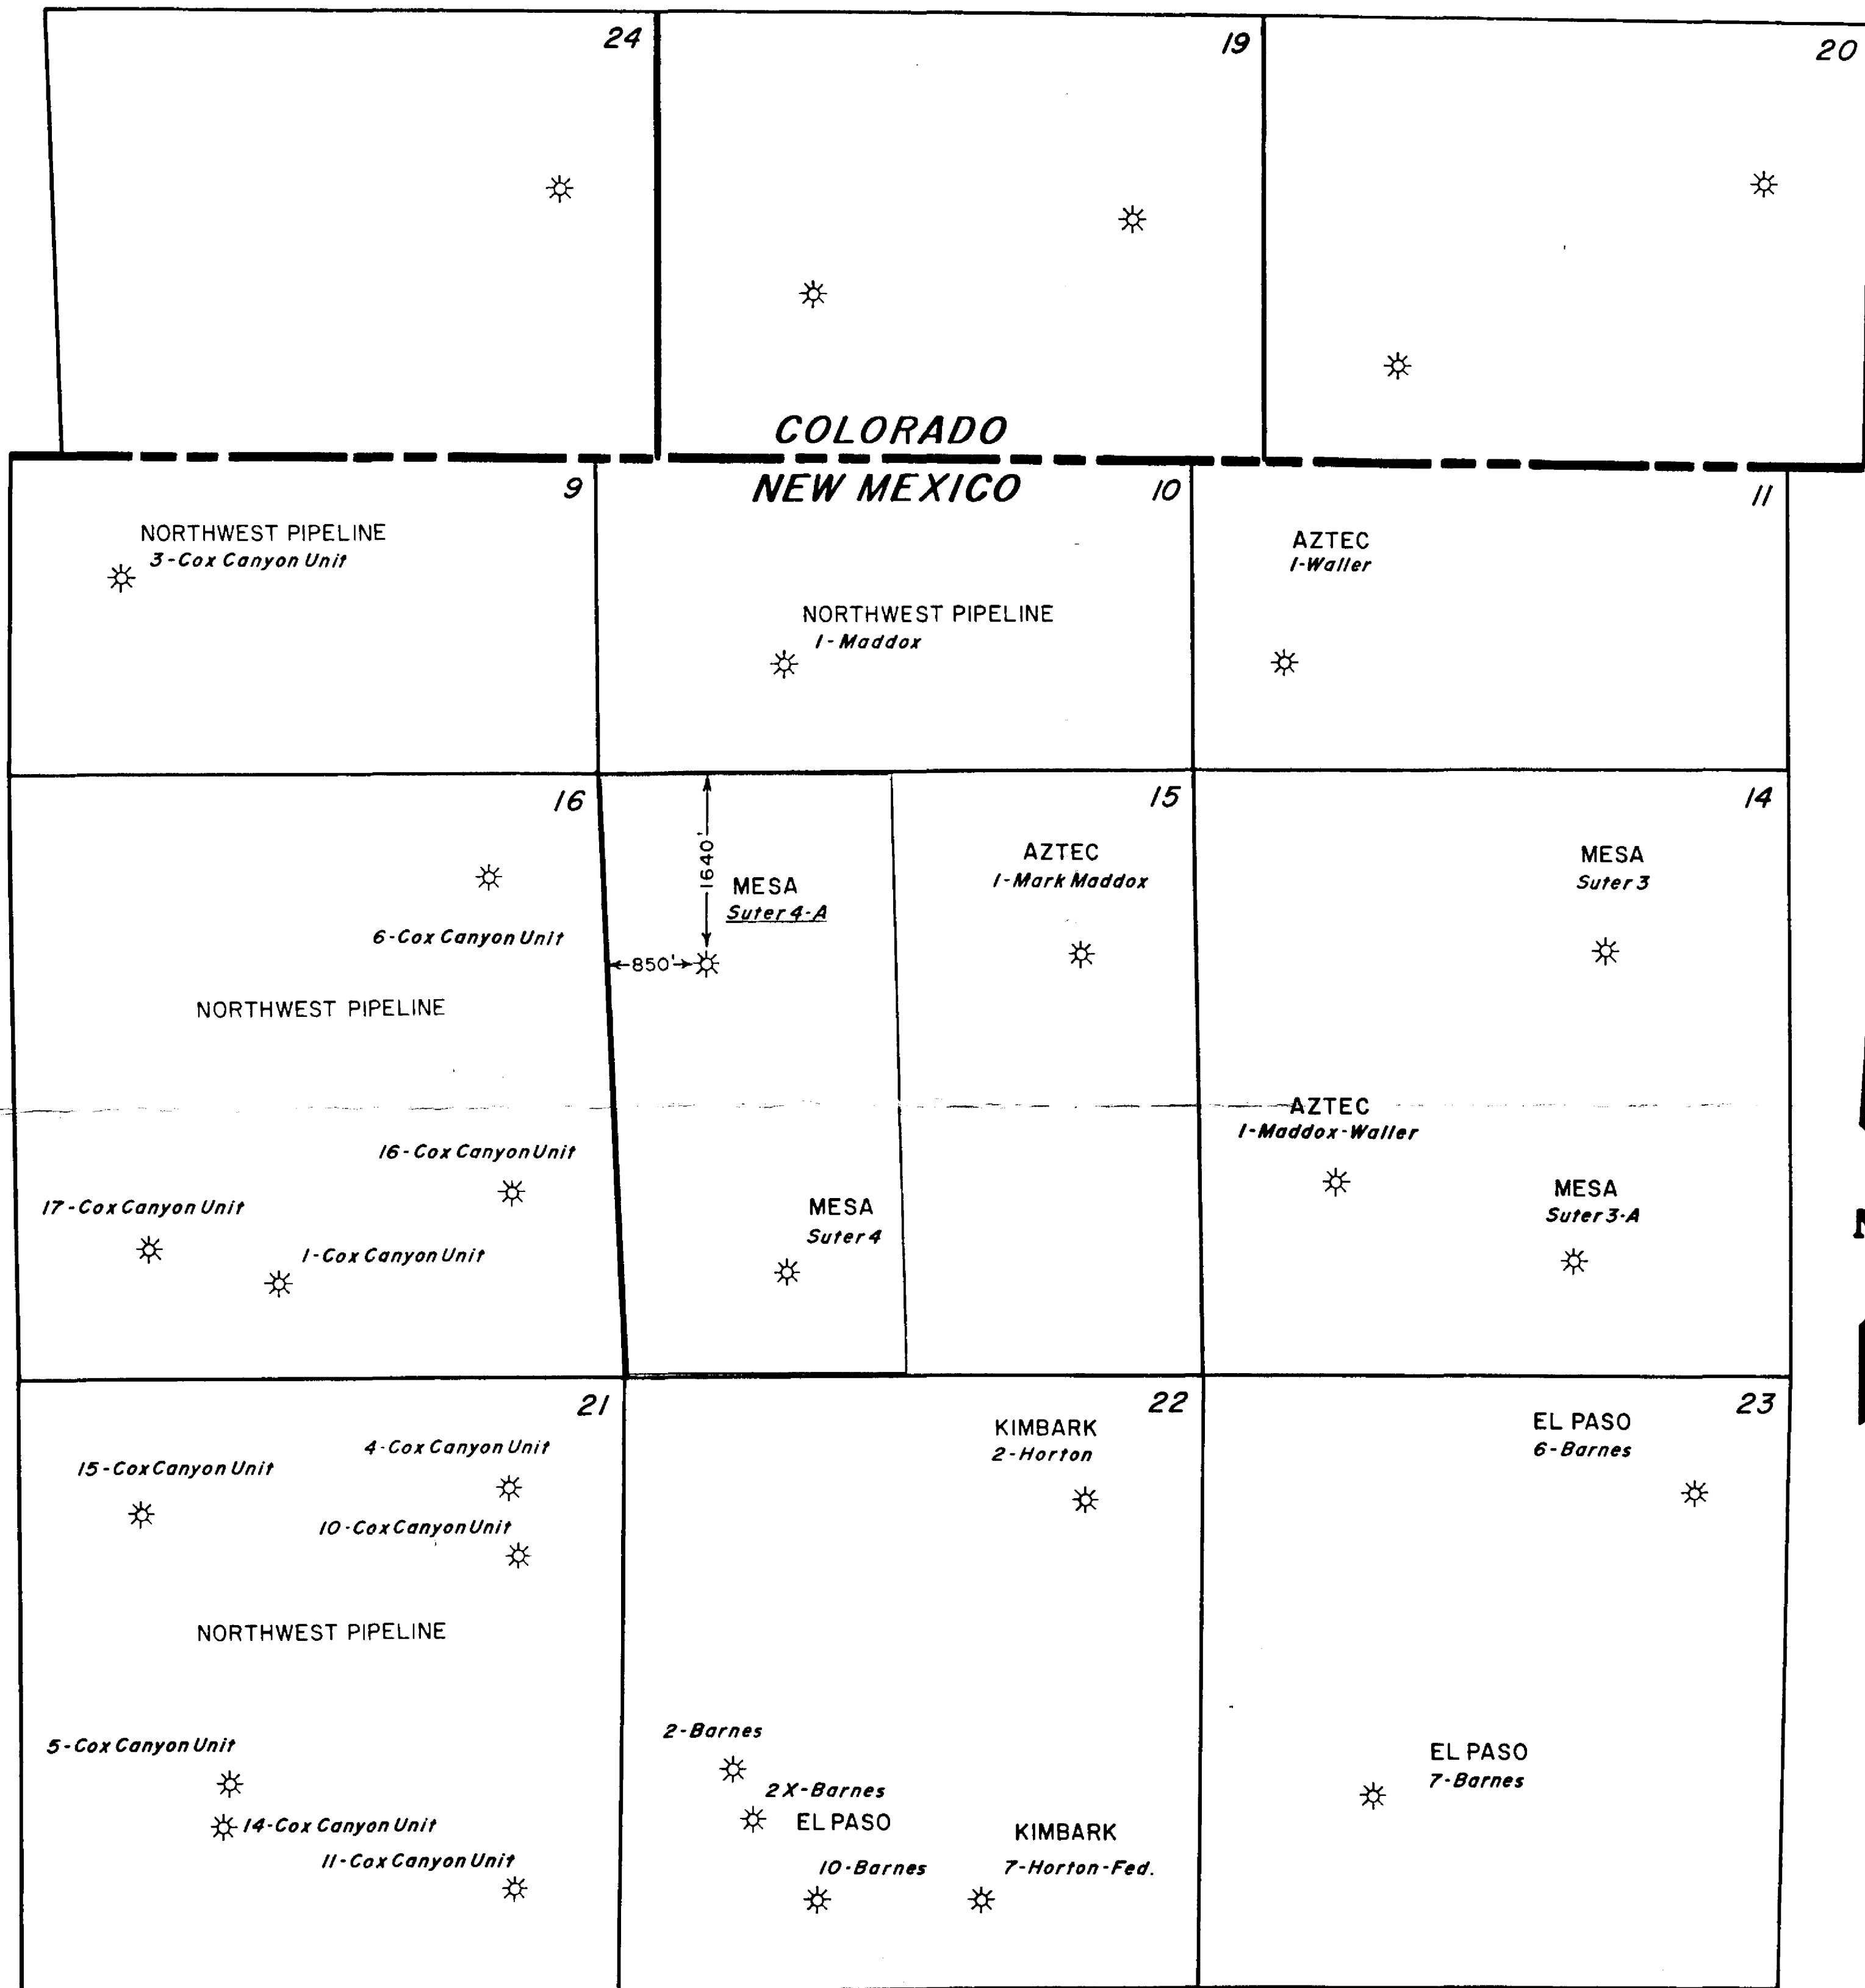 24
19
20
COLORADO
NEW MEXICO
9
NORTHWEST PIPELINE
3-Cox Canyon Unit
10
NORTHWEST PIPELINE
1-Maddox
11
AZTEC
1-Waller
16
6-Cox Canyon Unit
NORTHWEST PIPELINE
16-Cox Canyon Unit
17-Cox Canyon Unit
1-Cox Canyon Unit
15
1640'
MESA
Suter 4-A
850'
AZTEC
1-Mark Maddox
MESA
Suter 4
14
MESA
Suter 3
AZTEC
1-Maddox-Waller
MESA
Suter 3-A
N
21
4-Cox Canyon Unit
15-Cox Canyon Unit
10-Cox Canyon Unit
NORTHWEST PIPELINE
5-Cox Canyon Unit
14-Cox Canyon Unit
11-Cox Canyon Unit
22
KIMBARK
2-Horton
2-Barnes
2X-Barnes
EL PASO
10-Barnes
KIMBARK
7-Horton-Fed.
23
EL PASO
6-Barnes
EL PASO
7-Barnes